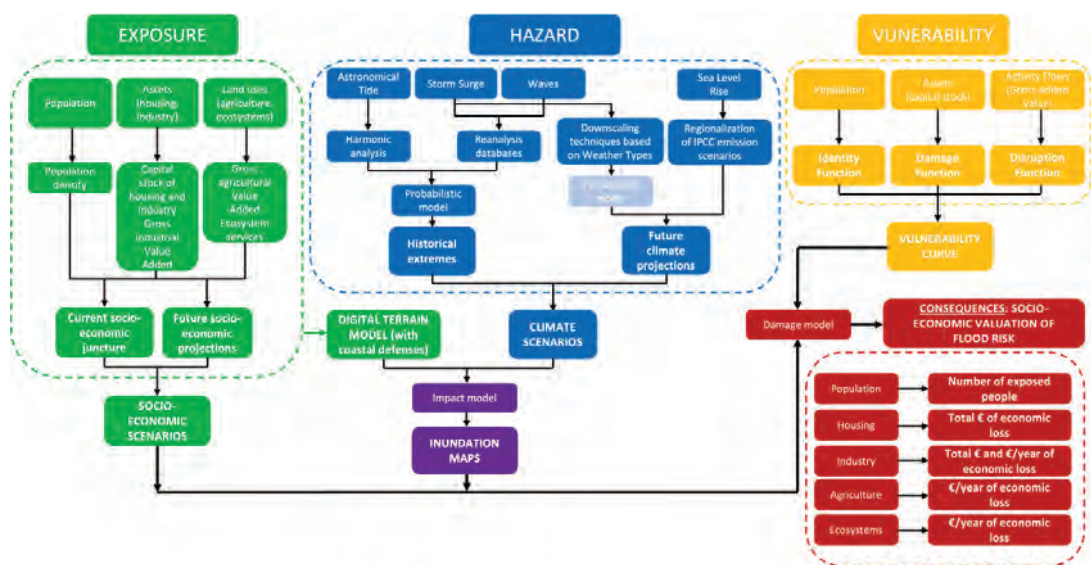 EXPOSURE
Population
Assets
(housing,
industry)
Land uses
(agriculture,
ecosystems)
Population
density
Capital
stock of
housing and
industry
Gross
industrial
Value
Added
Gross
agricultural
Value
Added
Ecosystem
services
Current socio-
economic
juncture
Future socio-
economic
projections
SOCIO-
ECONOMIC
SCENARIOS
HAZARD
Astronomical
Tide
Storm Surge
Waves
Sea Level
Rise
Harmonic
analysis
Reanalysis
databases
Downscaling
techniques based
on Weather Types
Regionalization
of IPCC emission
scenarios
Probabilistic
model
Historical
extremes
Future
climate
projections
DIGITAL TERRAIN
MODEL (with
coastal defenses)
CLIMATE
SCENARIOS
Impact model
INUNDATION
MAPS
VUNERABILITY
Population
Assets
(Capital stock)
Activity Flows
(Gross Added
Value)
Identity
Function
Damage
Function
Disruption
Function
VULNERABILITY
CURVE
Damage model
CONSEQUENCES: SOCIO-
ECONOMIC VALUATION OF
FLOOD RISK
Population
Number of exposed
people
Housing
Total € of economic
loss
Industry
Total € and €/year of
economic loss
Agriculture
€/year of economic
loss
Ecosystems
€/year of economic
loss